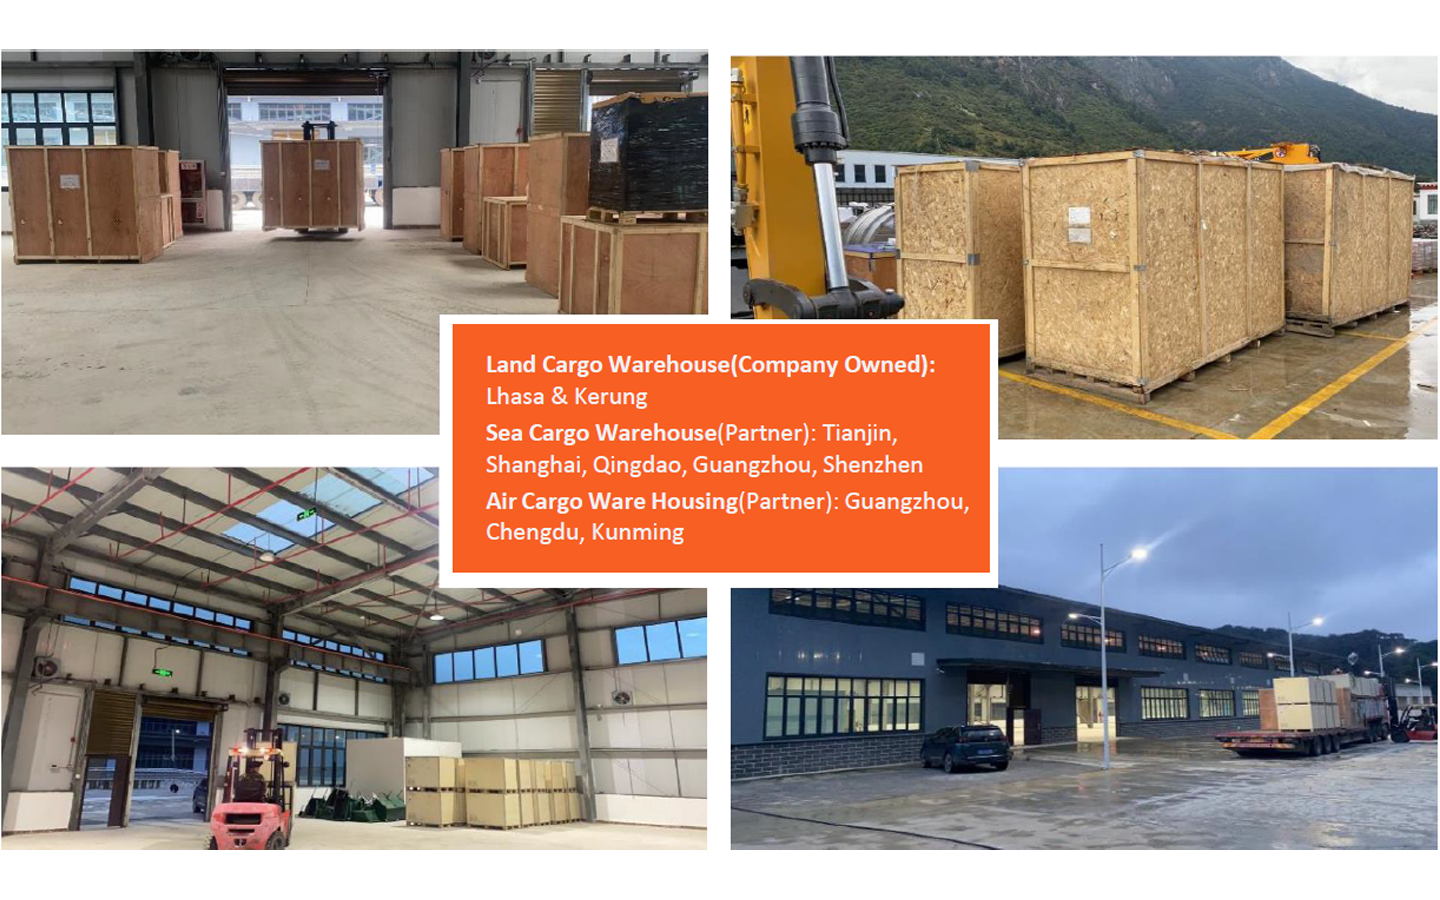 Land Cargo Warehouse(Company Owned):
Lhasa & Kerung
Sea Cargo Warehouse(Partner): Tianjin,
Shanghai, Qingdao, Guangzhou, Shenzhen
Air Cargo Ware Housing(Partner): Guangzhou,
Chengdu, Kunming